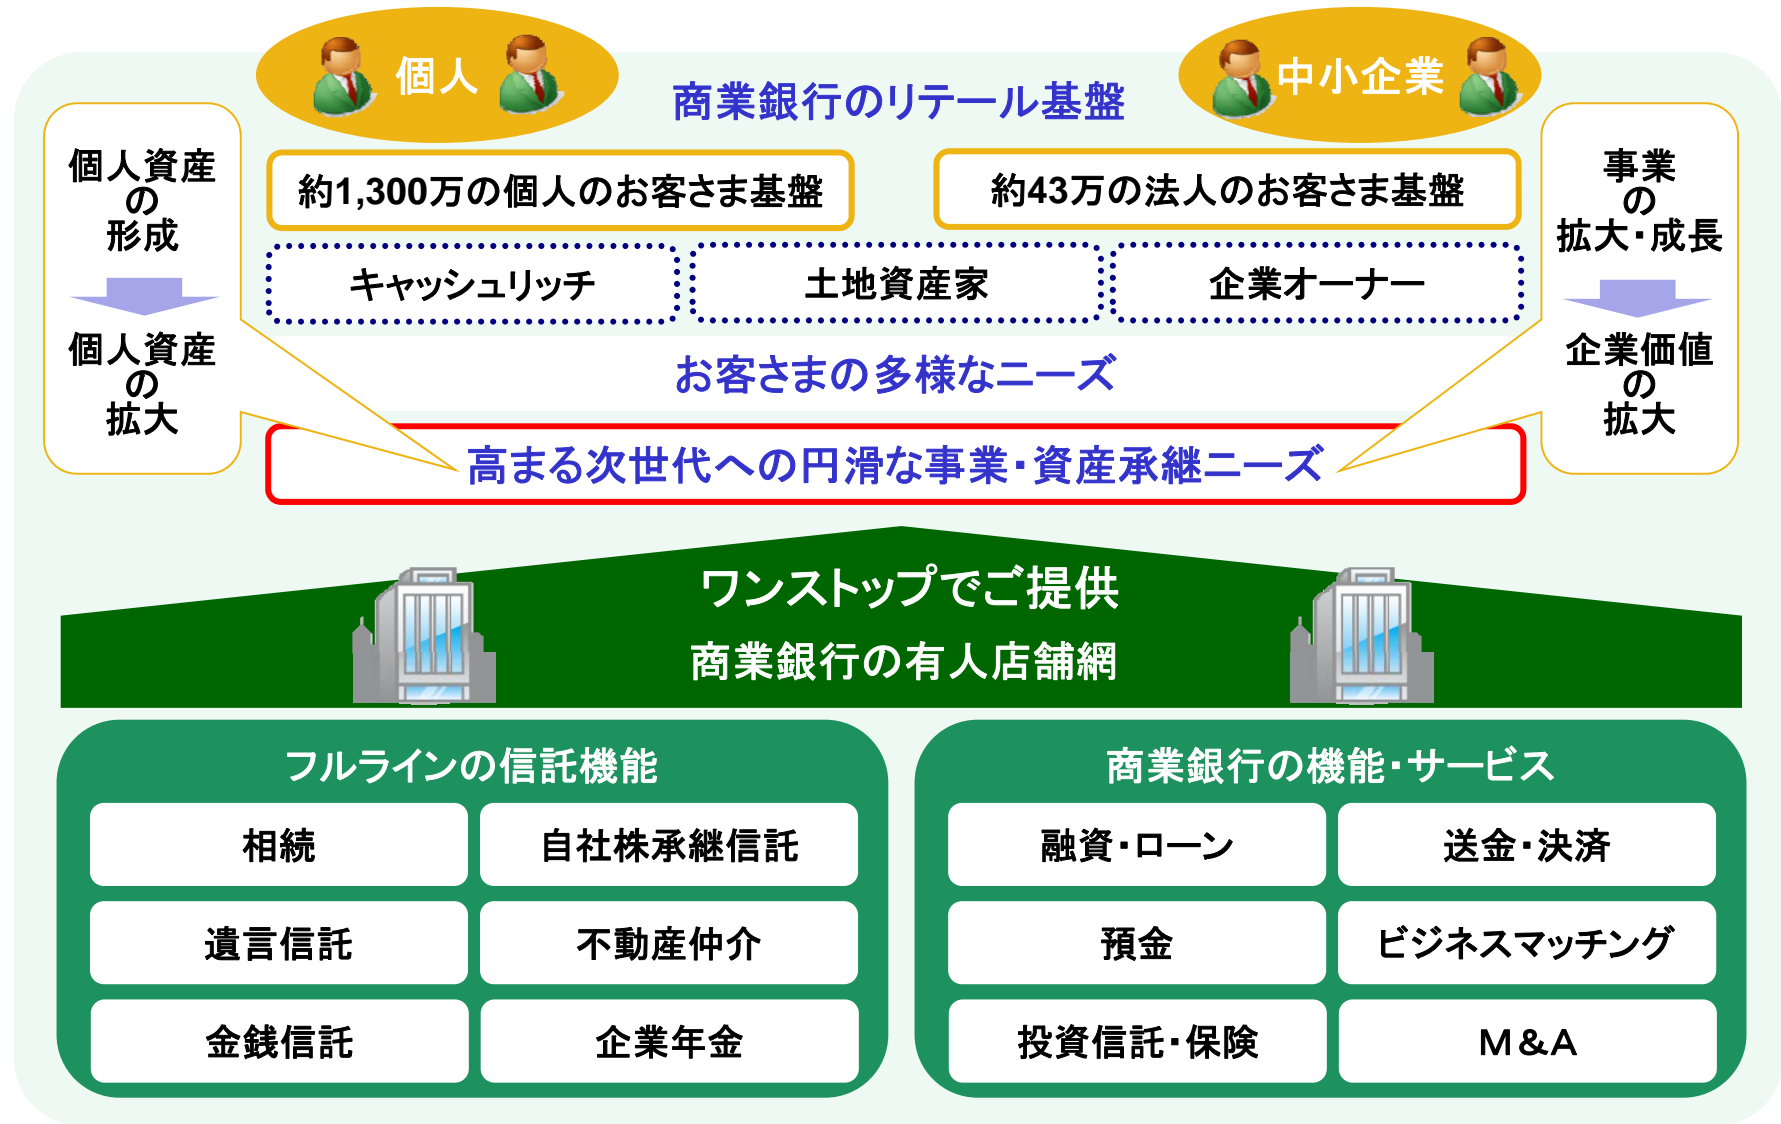 個人
商業銀行のリテール基盤
中小企業
個人資産
の
形成
個人資産
の
拡大
約1,300万の個人のお客さま基盤
約43万の法人のお客さま基盤
キャッシュリッチ
土地資産家
企業オーナー
事業
の
拡大・成長
企業価値
の
拡大
お客さまの多様なニーズ
高まる次世代への円滑な事業・資産承継ニーズ
ワンストップでご提供
商業銀行の有人店舗網
フルラインの信託機能
相続
自社株承継信託
遺言信託
不動産仲介
金銭信託
企業年金
商業銀行の機能・サービス
融資・ローン
送金・決済
預金
ビジネスマッチング
投資信託・保険
M&A